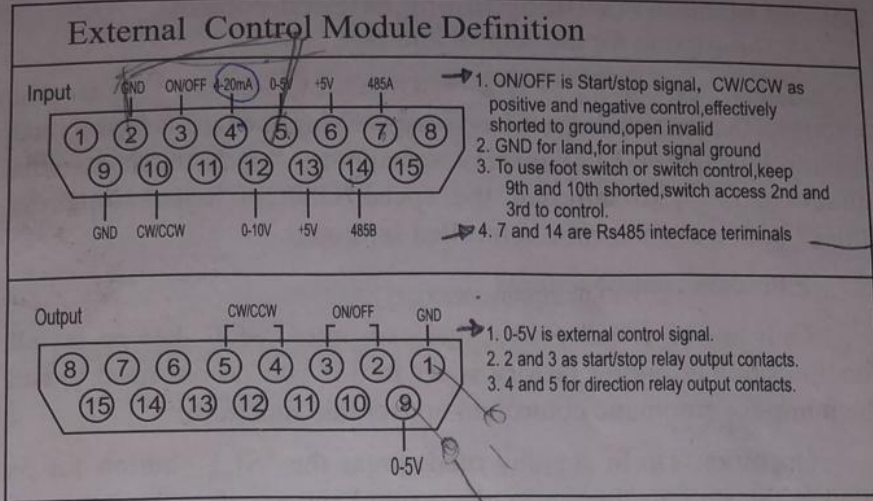 External Control Module Definition
Input
GND ON/OFF 4-20mA 0-5V +5V 485A
1 2 3 4 5 6 7 8
9 10 11 12 13 14 15
GND CW/CCW 0-10V +5V 485B
1. ON/OFF is Start/stop signal, CW/CCW as
positive and negative control,effectively
shorted to ground,open invalid
2. GND for land,for input signal ground
3. To use foot switch or switch control,keep
9th and 10th shorted,switch access 2nd and
3rd to control.
4. 7 and 14 are Rs485 intecface teriminals
Output
CW/CCW ON/OFF GND
8 7 6 5 4 3 2 1
15 14 13 12 11 10 9
0-5V
1. 0-5V is external control signal.
2. 2 and 3 as start/stop relay output contacts.
3. 4 and 5 for direction relay output contacts.